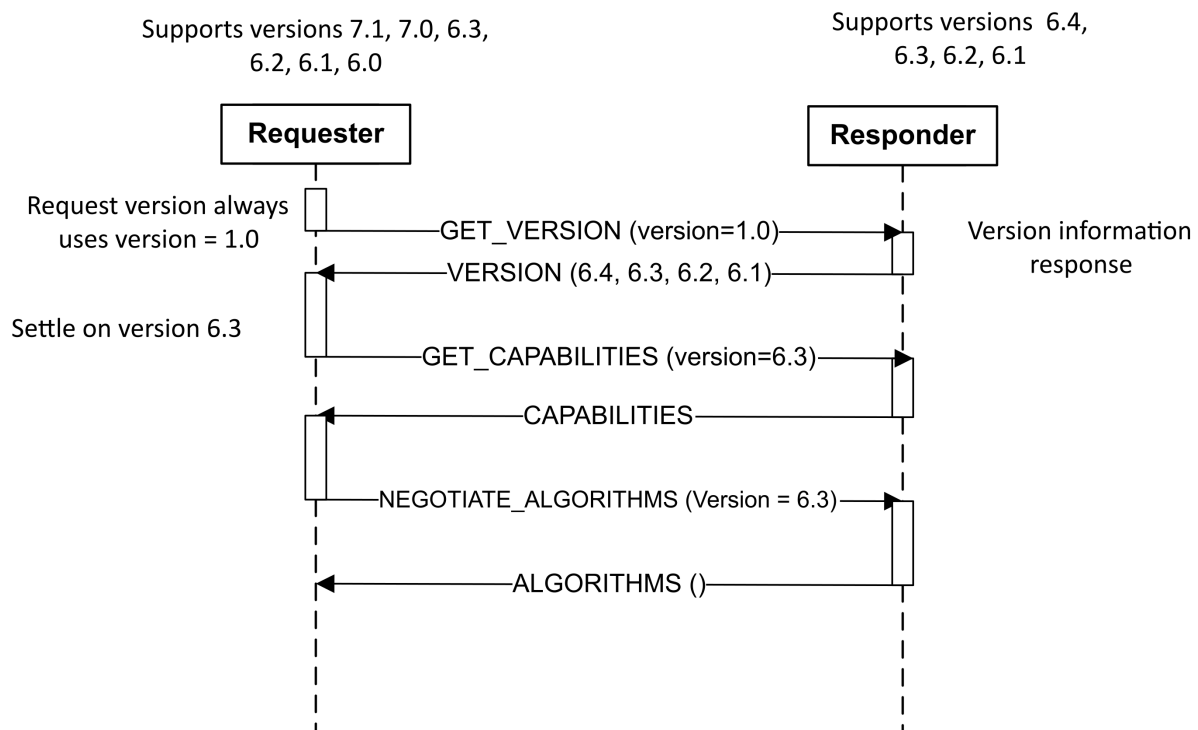 Supports versions 7.1, 7.0, 6.3,
6.2, 6.1, 6.0
Supports versions 6.4,
6.3, 6.2, 6.1
Requester
Responder
Request version always
uses version = 1.0
GET_VERSION (version=1.0)
Version information
response
VERSION (6.4, 6.3, 6.2, 6.1)
Settle on version 6.3
GET_CAPABILITIES (version=6.3)
CAPABILITIES
NEGOTIATE_ALGORITHMS (Version = 6.3)
ALGORITHMS ()